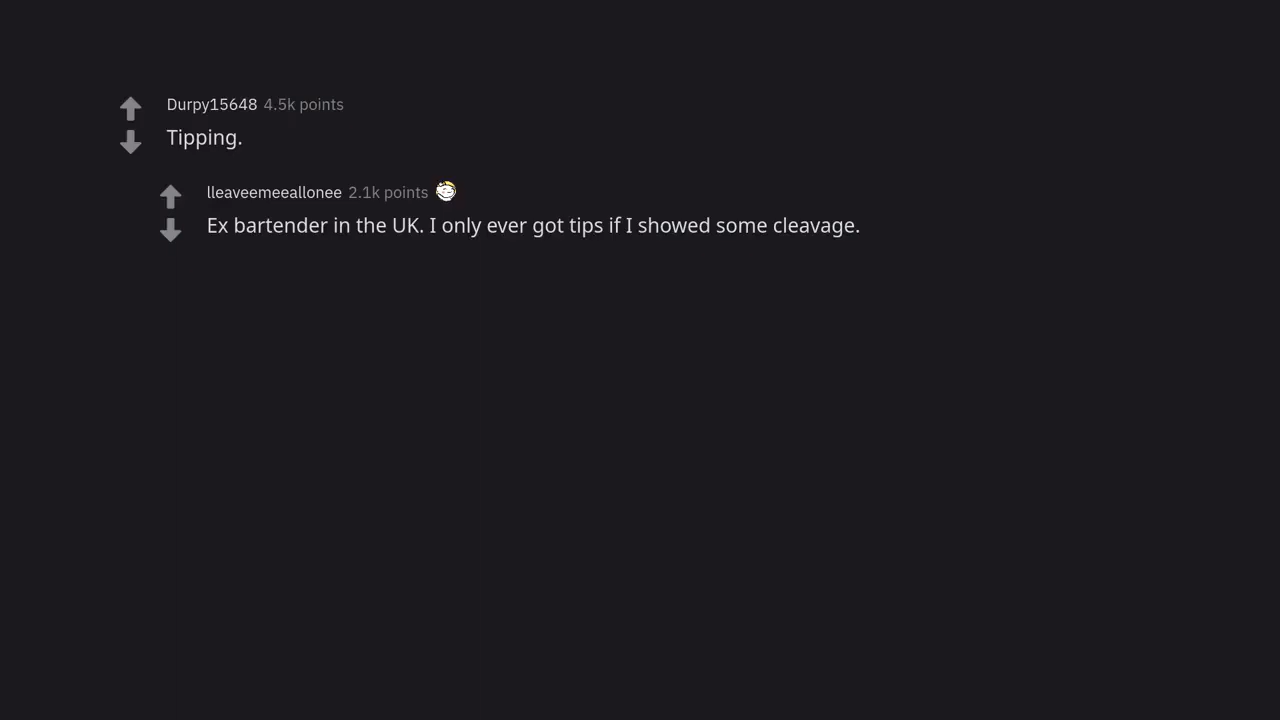 Durpy15648 4.5k points
Tipping.
lleaveemeeallonee 2.1k points
Ex bartender in the UK. I only ever got tips if I showed some cleavage.